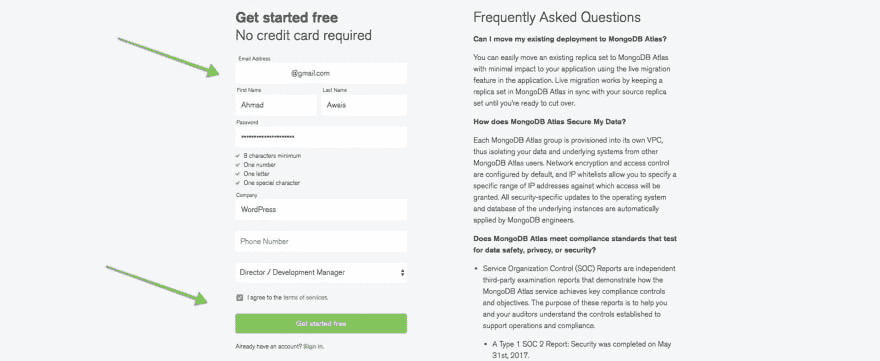 Get started free
No credit card required
Email Address
@gmail.com
First Name
Last Name
Ahmad
Awais
Password
*********************
8 characters minimum
One number
One letter
One special character
Company
WordPress
Phone Number
Director / Development Manager
I agree to the terms of services.
Get started free
Already have an account? Sign in.
Frequently Asked Questions
Can I move my existing deployment to MongoDB Atlas?
You can easily move an existing replica set to MongoDB Atlas
with minimal impact to your application using the live migration
feature in the application. Live migration works by keeping a
replica set in MongoDB Atlas in sync with your source replica
set until you're ready to cut over.
How does MongoDB Atlas Secure My Data?
Each MongoDB Atlas group is provisioned into its own VPC,
thus isolating your data and underlying systems from other
MongoDB Atlas users. Network encryption and access control
are configured by default, and IP whitelists allow you to specify a
specific range of IP addresses against which access will be
granted. All security-specific updates to the operating system
and database of the underlying instances are automatically
applied by MongoDB engineers.
Does MongoDB Atlas meet compliance standards that test
for data safety, privacy, or security?
Service Organization Control (SOC) Reports are independent
third-party examination reports that demonstrate how the
MongoDB Atlas service achieves key compliance controls
and objectives. The purpose of these reports is to help you
and your auditors understand the controls established to
support operations and compliance.
A Type 1 SOC 2 Report: Security was completed on May
31st, 2017.